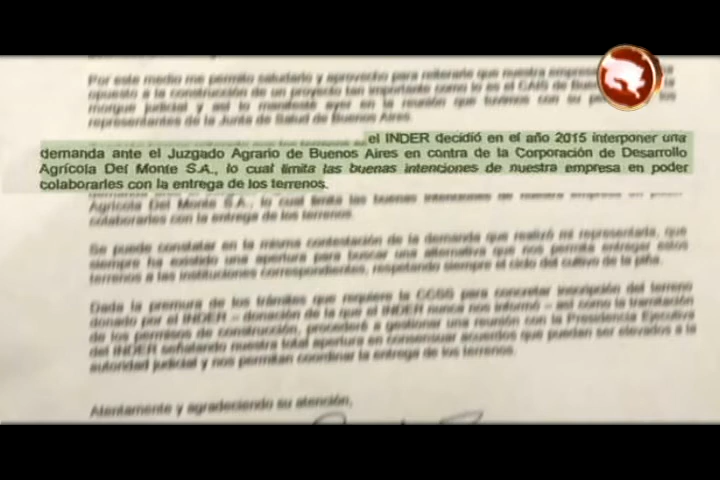 Por este medio me permito saludarlo y aprovecho para reiterarle que nuestra empresa
opuesto a la construcción de un proyecto tan importante como lo es el CAIS de Buenos
morgue judicial y así lo manifesté ayer en la reunión que tuvimos con su los
representantes de la Junta de Salud de Buenos Aires.
el INDER decidió en el año 2015 interponer una
demanda ante el Juzgado Agrario de Buenos Aires en contra de la Corporación de Desarrollo
Agrícola Del Monte S.A., lo cual limita las buenas intenciones de nuestra empresa en poder
colaborarles con la entrega de los terrenos.
Agrícola Del Monte S.A., lo cual limita las buenas intenciones de nuestra empresa en
colaborarles con la entrega de los terrenos.
Se puede constatar en la misma contestación de la demanda que realizó mi representada, que
siempre ha existido una apertura para buscar una alternativa que nos permita entregar estos
terrenos a las instituciones correspondientes, respetando siempre el ciclo del cultivo de la piña.
Dada la premura de los trámites que requiere la CCSS para concretar inscripción del terreno
donado por el INDER – donación de la que el INDER nunca nos informó – así como la tramitación
de los permisos de construcción, procederé a gestionar una reunión con la Presidencia Ejecutiva
del INDER señalando nuestra total apertura en consensuar acuerdos que puedan ser elevados a la
autoridad judicial y nos permitan coordinar la entrega de los terrenos.
Atentamente y agradeciendo su atención,